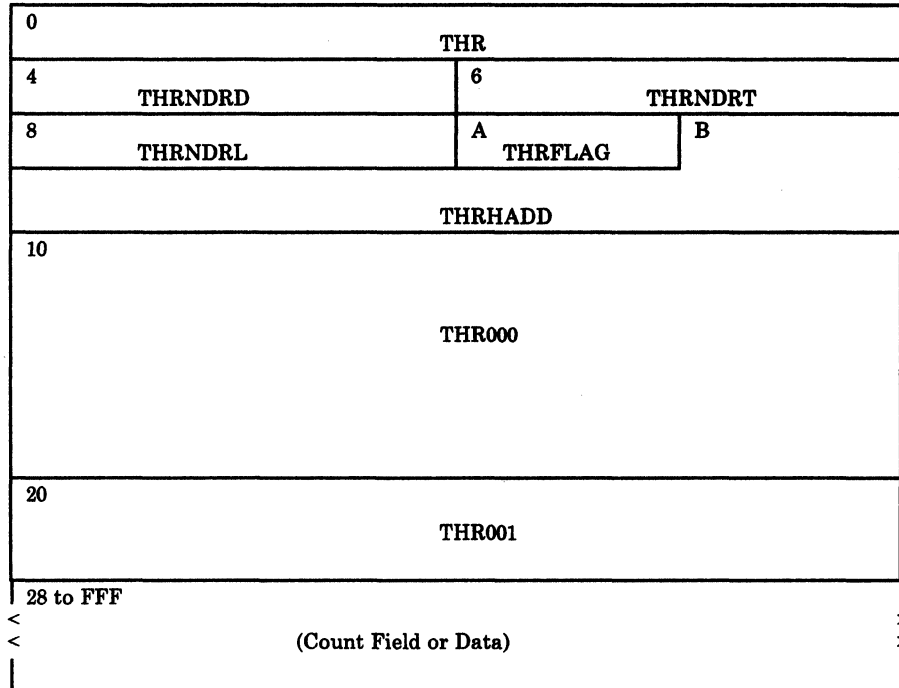 0
THR
4 6
THRNDRD THRNDRT
8 A B
THRNDRL THRFLAG
THRHADD
10
THR000
20
THR001
28 to FFF
<
< (Count Field or Data)